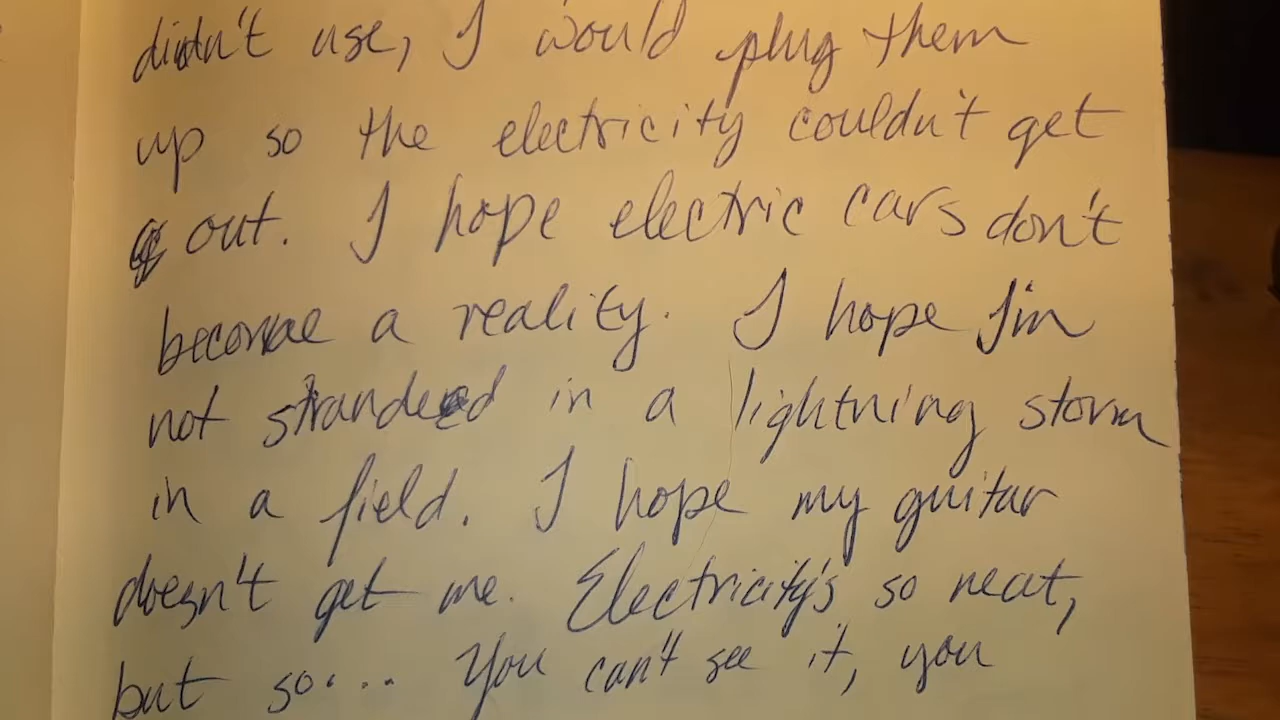 didn't use, I would plug them
up so the electricity couldn't get
out. I hope electric cars don't
become a reality. I hope I'm
not stranded in a lightning storm
in a field. I hope my guitar
doesn't get me. Electricity's so neat,
but so.... You can't see it, you